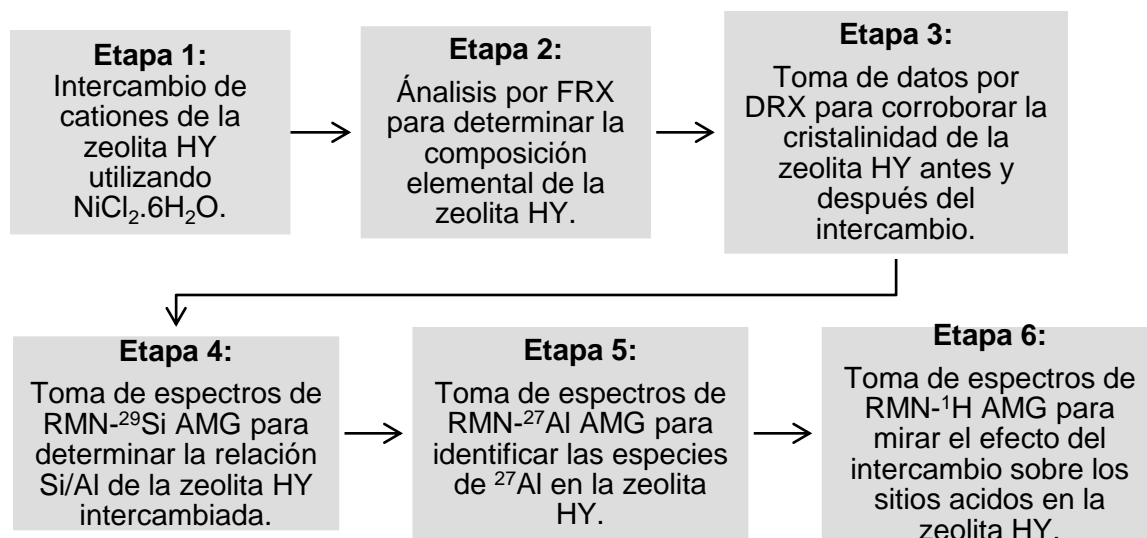 Etapa 1:
Intercambio de
cationes de la
zeolita HY
utilizando
NiCl₂.6H₂O.
Etapa 2:
Ánalisis por FRX
para determinar la
composición
elemental de la
zeolita HY.
Etapa 3:
Toma de datos por
DRX para corroborar la
cristalinidad de la
zeolita HY antes y
después del
intercambio.
Etapa 4:
Toma de espectros de
RMN-²⁹Si AMG para
determinar la relación
Si/Al de la zeolita HY
intercambiada.
Etapa 5:
Toma de espectros de
RMN-²⁷Al AMG para
identificar las especies
de ²⁷Al en la zeolita
HY.
Etapa 6:
Toma de espectros de
RMN-¹H AMG para
mirar el efecto del
intercambio sobre los
sitios acidos en la
zeolita HY.